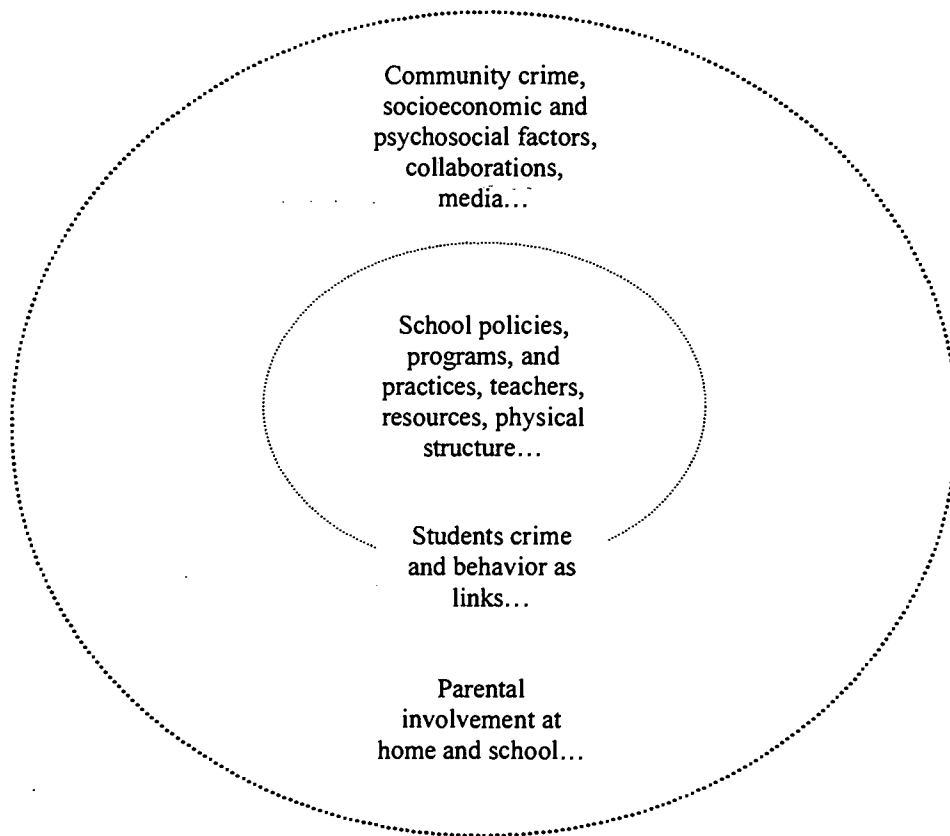 Community crime,
socioeconomic and
psychosocial factors,
collaborations,
media...
School policies,
programs, and
practices, teachers,
resources, physical
structure...
Students crime
and behavior as
links...
Parental
involvement at
home and school...